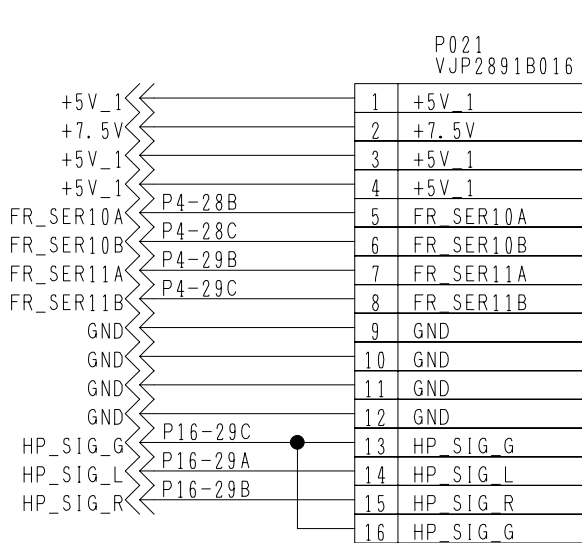 P021
VJP2891B016
+5V_1 1 +5V_1
+7.5V 2 +7.5V
+5V_1 3 +5V_1
+5V_1 4 +5V_1
FR_SER10A P4-28B 5 FR_SER10A
FR_SER10B P4-28C 6 FR_SER10B
FR_SER11A P4-29B 7 FR_SER11A
FR_SER11B P4-29C 8 FR_SER11B
GND 9 GND
GND 10 GND
GND 11 GND
GND 12 GND
HP_SIG_G P16-29C 13 HP_SIG_G
HP_SIG_L P16-29A 14 HP_SIG_L
HP_SIG_R P16-29B 15 HP_SIG_R
16 HP_SIG_G